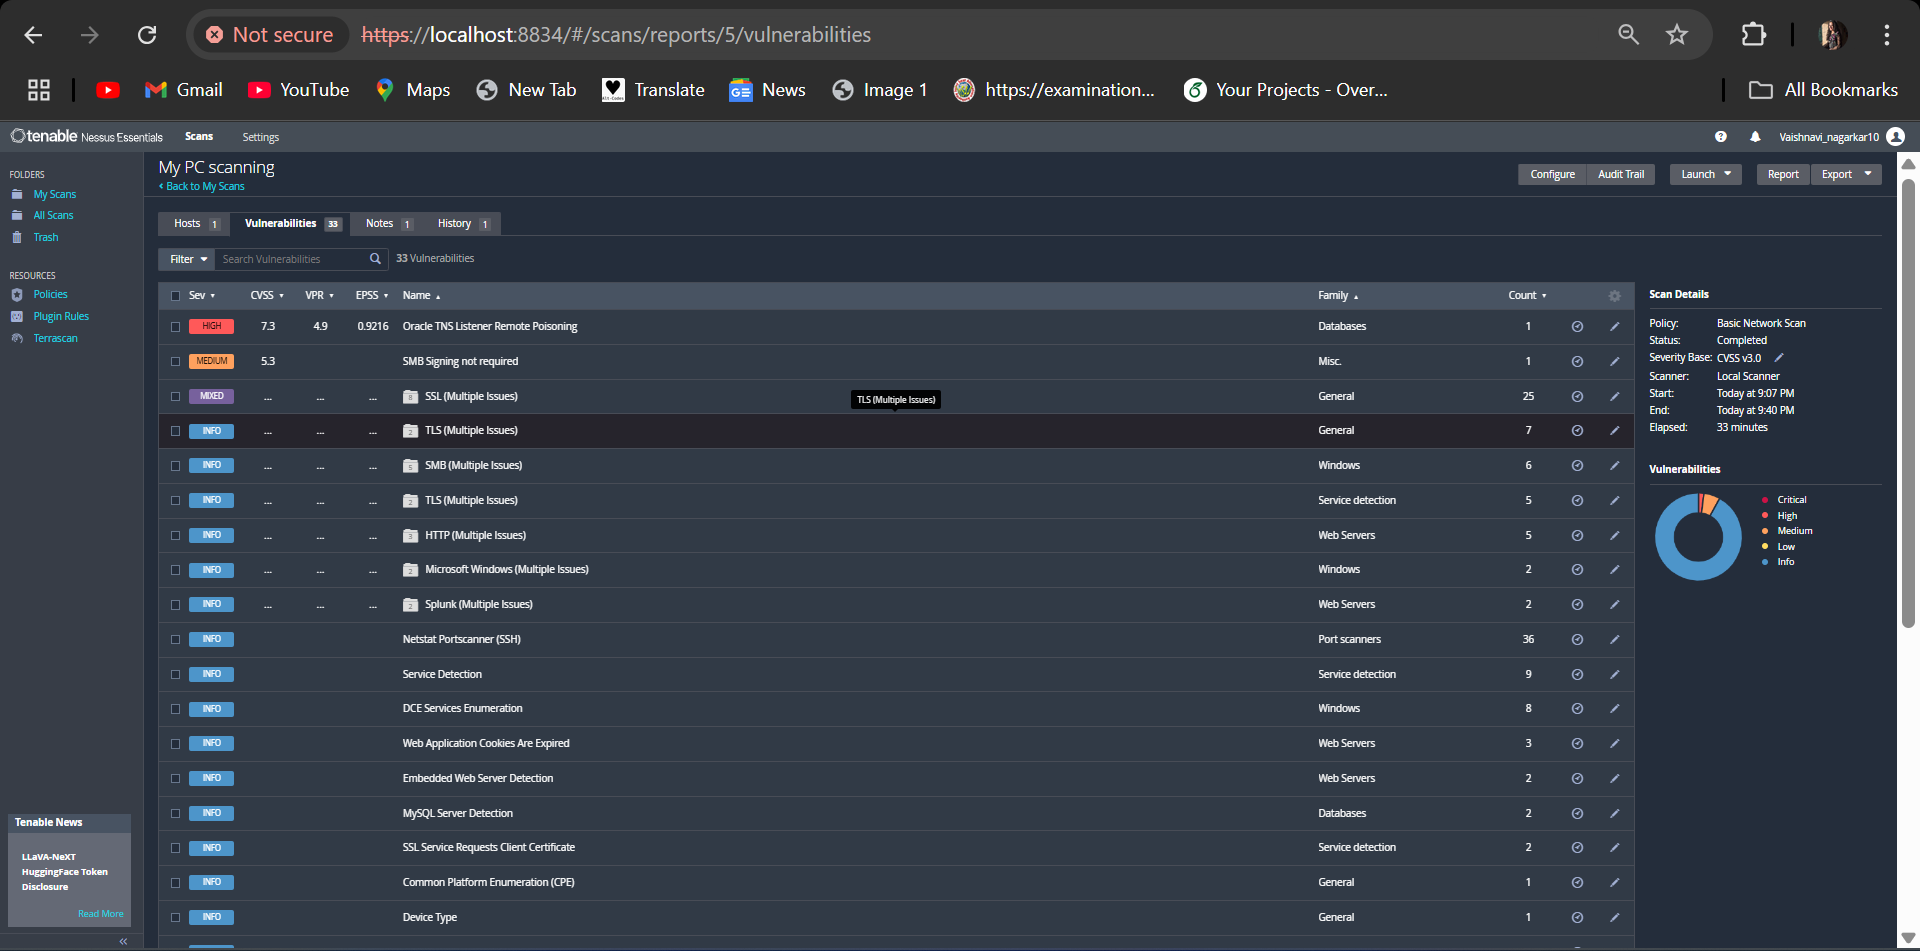 Not secure https://localhost:8834/#/scans/reports/5/vulnerabilities
Gmail YouTube Maps New Tab Translate News Image 1 https://examination... Your Projects - Over... All Bookmarks
tenable Nessus Essentials Scans Settings Vaishnavi_nagarkar10
FOLDERS
My Scans
All Scans
Trash
RESOURCES
Policies
Plugin Rules
Terrascan
Tenable News
LLaVA-NeXT
HuggingFace Token
Disclosure
Read More
My PC scanning
< Back to My Scans
Configure Audit Trail Launch Report Export
Hosts 1 Vulnerabilities 33 Notes 1 History 1
Filter Search Vulnerabilities 33 Vulnerabilities
Sev CVSS VPR EPSS Name Family Count
HIGH 7.3 4.9 0.9216 Oracle TNS Listener Remote Poisoning Databases 1
MEDIUM 5.3 SMB Signing not required Misc. 1
MIXED ... ... ... 8 SSL (Multiple Issues) General 25
TLS (Multiple Issues)
INFO ... ... ... 2 TLS (Multiple Issues) General 7
INFO ... ... ... 5 SMB (Multiple Issues) Windows 6
INFO ... ... ... 2 TLS (Multiple Issues) Service detection 5
INFO ... ... ... 3 HTTP (Multiple Issues) Web Servers 5
INFO ... ... ... 2 Microsoft Windows (Multiple Issues) Windows 2
INFO ... ... ... 2 Splunk (Multiple Issues) Web Servers 2
INFO Netstat Portscanner (SSH) Port scanners 36
INFO Service Detection Service detection 9
INFO DCE Services Enumeration Windows 8
INFO Web Application Cookies Are Expired Web Servers 3
INFO Embedded Web Server Detection Web Servers 2
INFO MySQL Server Detection Databases 2
INFO SSL Service Requests Client Certificate Service detection 2
INFO Common Platform Enumeration (CPE) General 1
INFO Device Type General 1
Scan Details
Policy: Basic Network Scan
Status: Completed
Severity Base: CVSS v3.0
Scanner: Local Scanner
Start: Today at 9:07 PM
End: Today at 9:40 PM
Elapsed: 33 minutes
Vulnerabilities
Critical
High
Medium
Low
Info